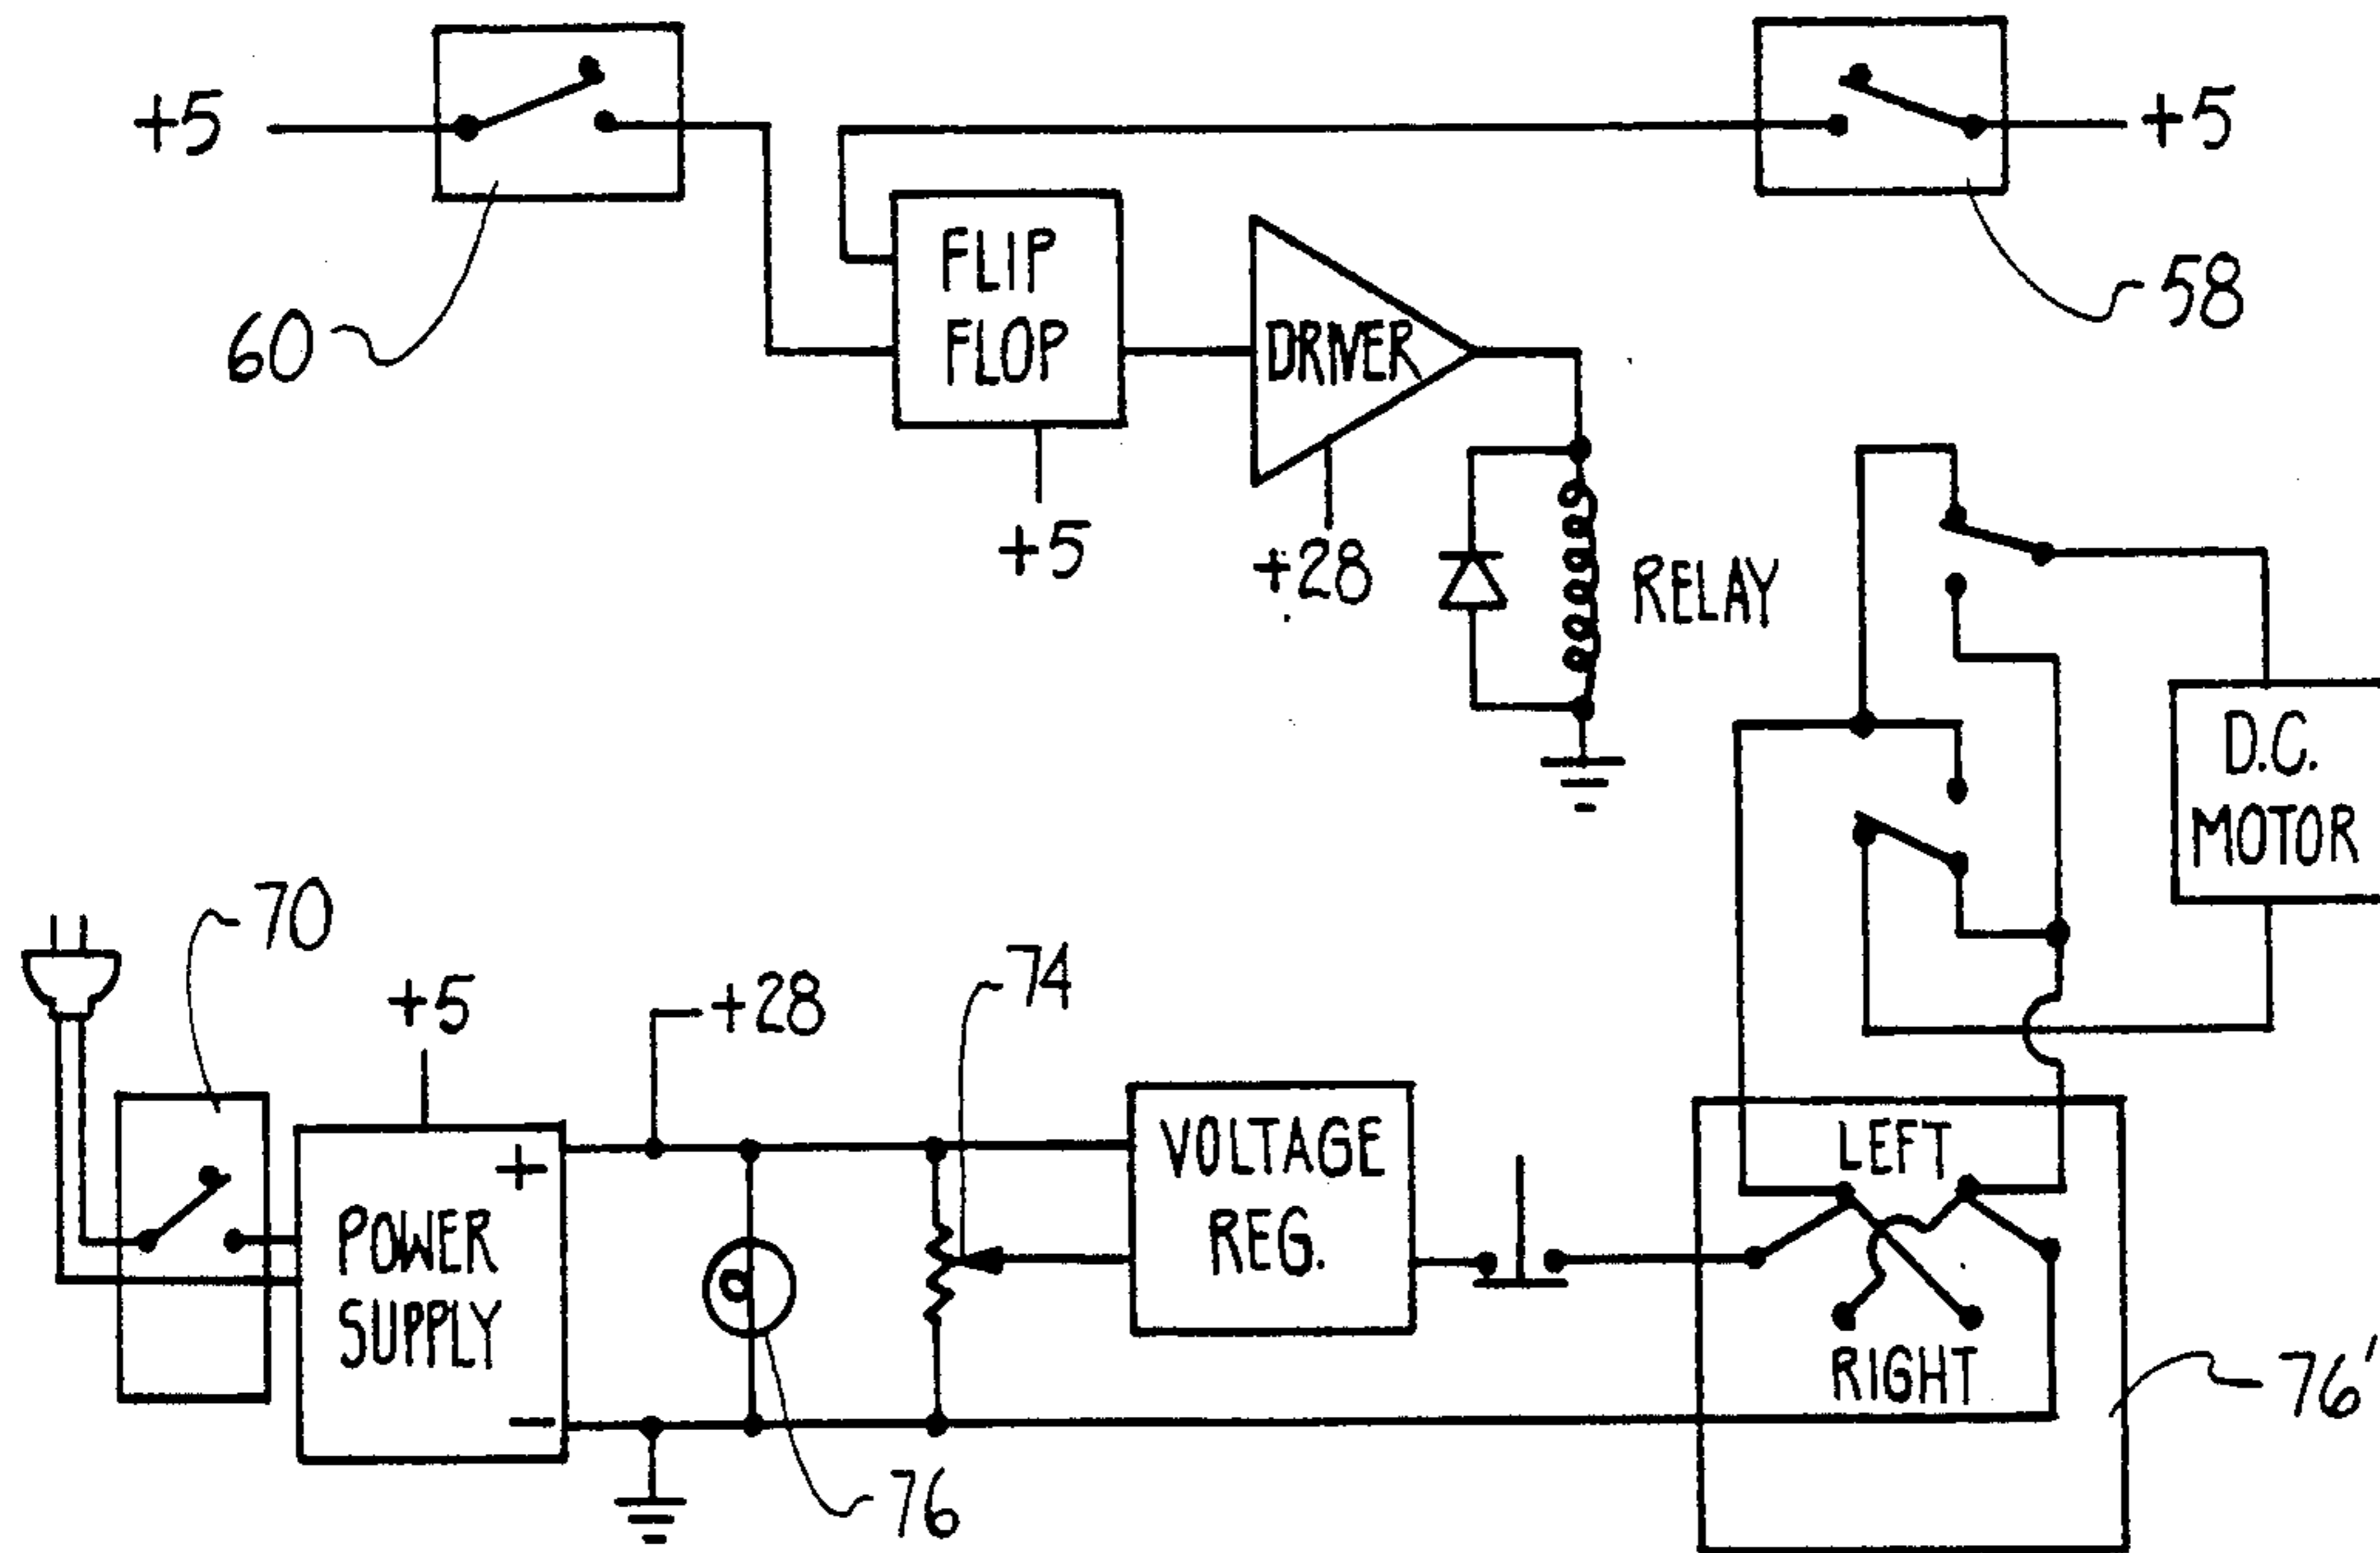 +5
+5
FLIP
FLOP
DRIVER
60
58
+5
+28
RELAY
D.C.
MOTOR
70
+5
+28
74
+
POWER
SUPPLY
−
VOLTAGE
REG.
LEFT
RIGHT
76
76'